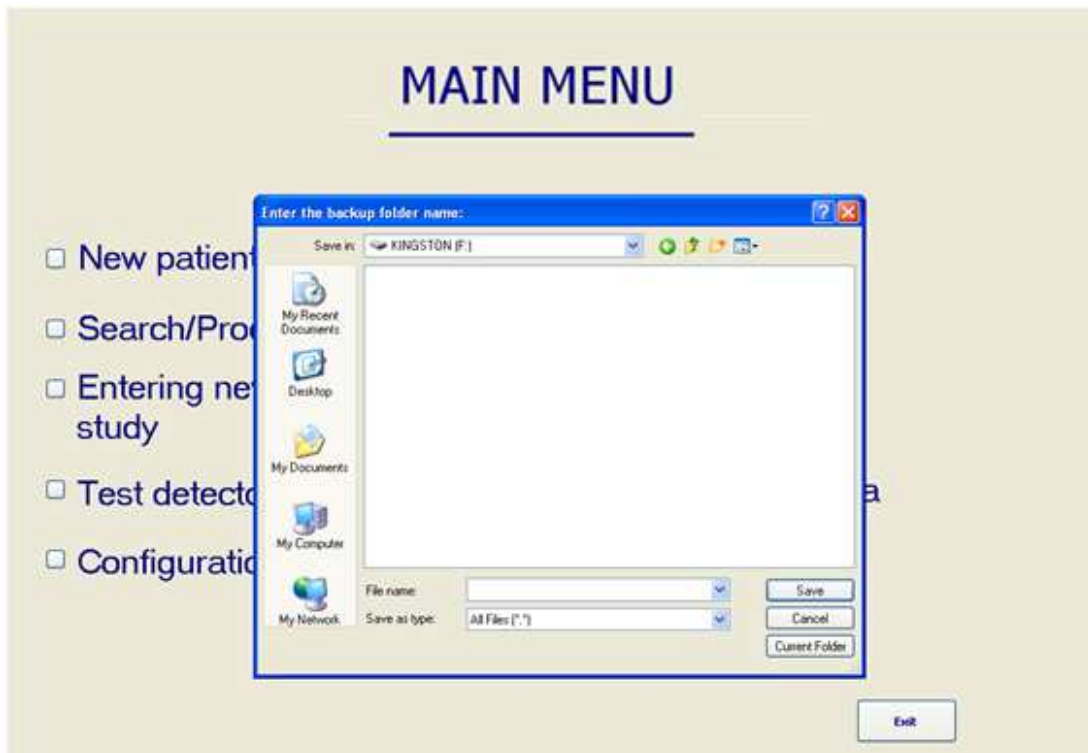 MAIN MENU
Enter the backup folder name:
Save in: KINGSTON (F:)
New patient
My Recent
Documents
Search/Pro
Desktop
Entering ne
study
My Documents
Test detecto
a
My Computer
Configuratio
File name:
Save
My Network
Save as type:
All Files (*.*)
Cancel
Current Folder
Exit